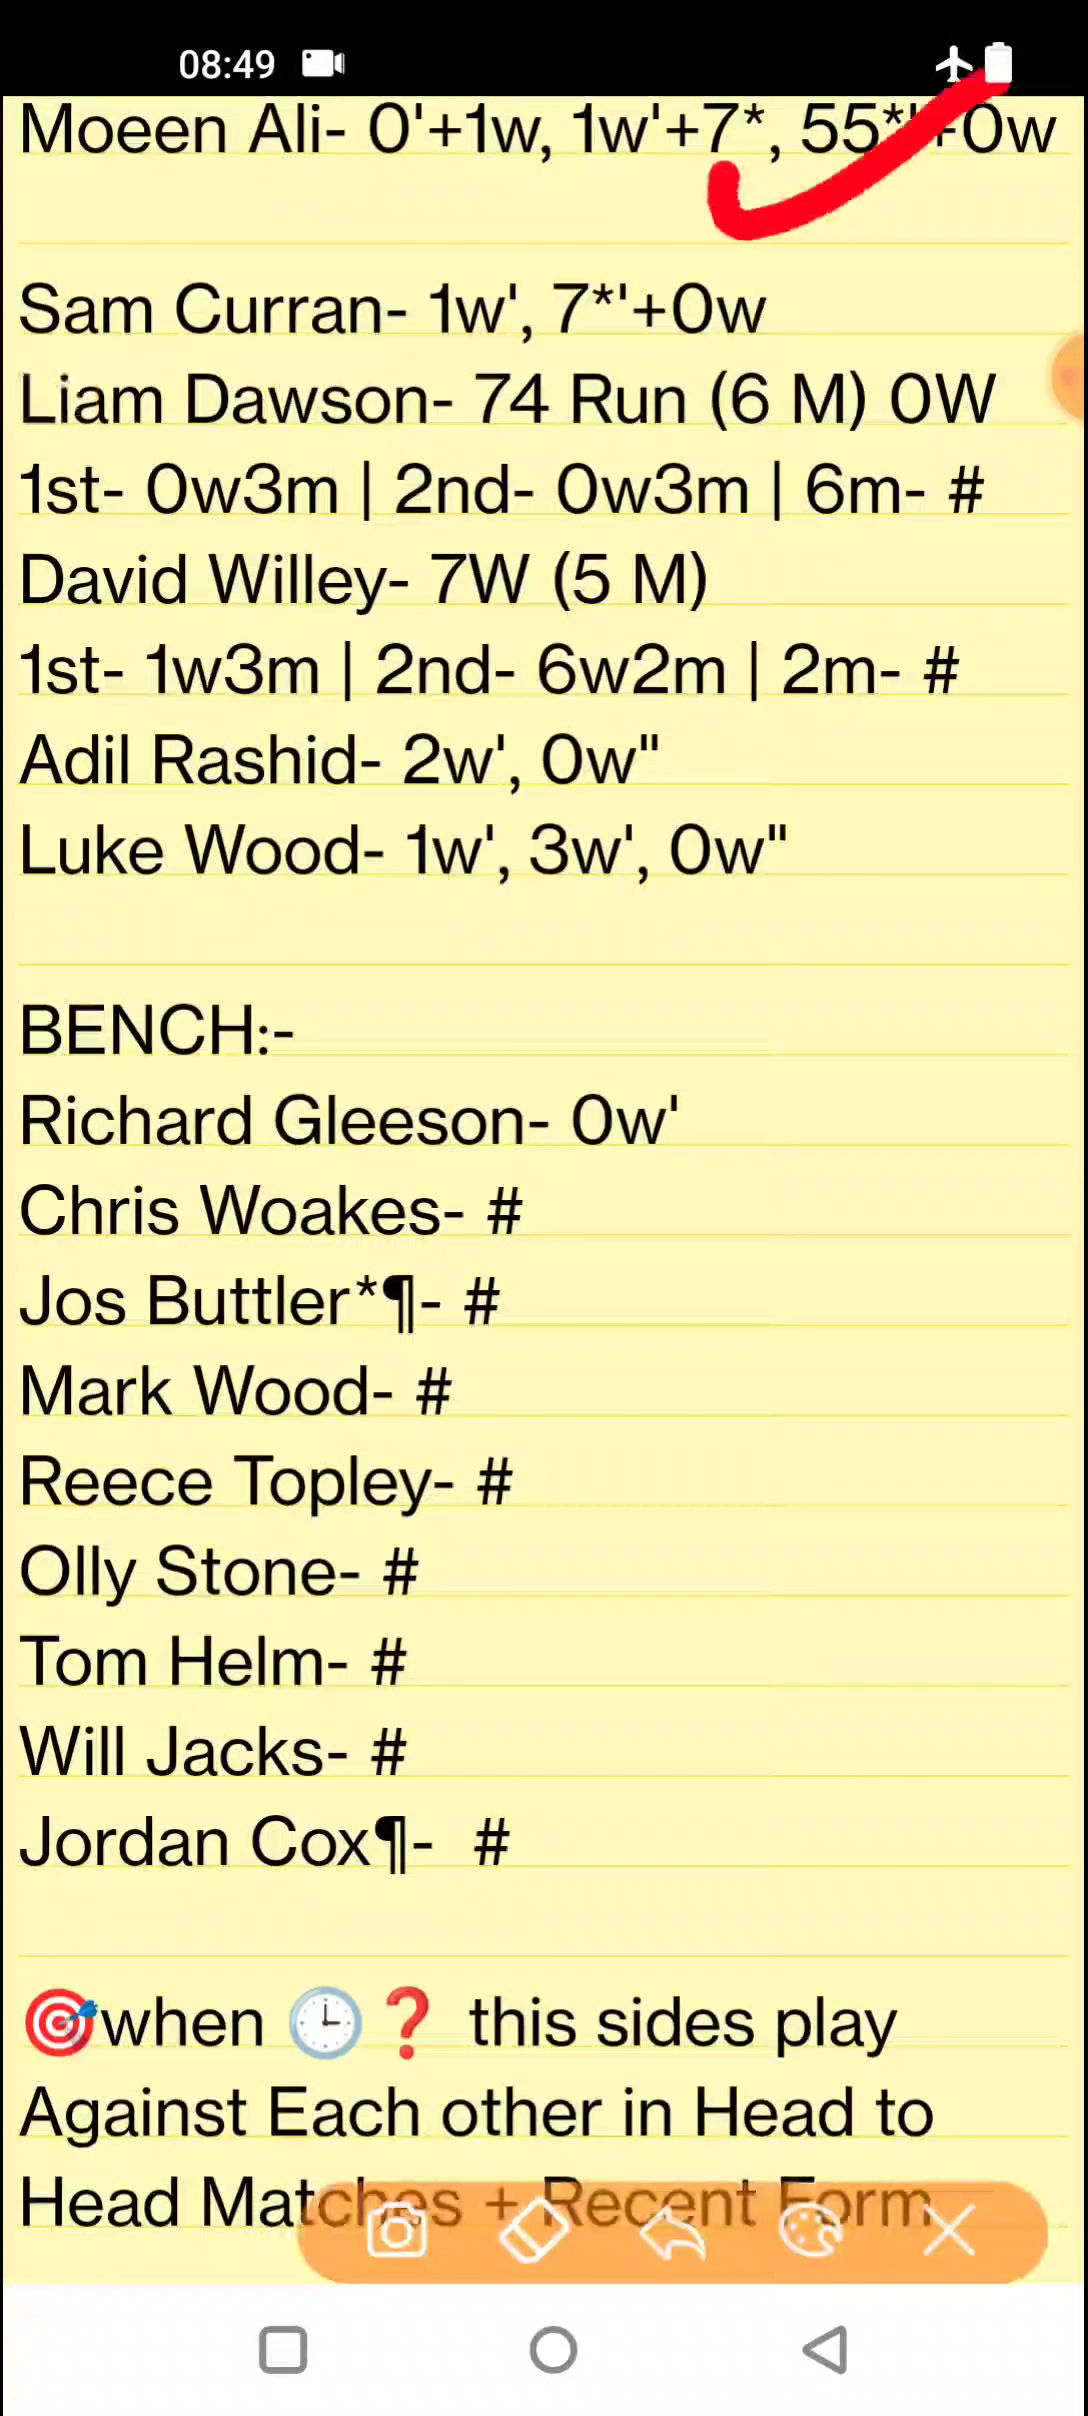 08:49
Moeen Ali- 0'+1w, 1w'+7*, 55*'+0w
Sam Curran- 1w', 7*'+0w
Liam Dawson- 74 Run (6 M) 0W
1st- 0w3m | 2nd- 0w3m | 6m- #
David Willey- 7W (5 M)
1st- 1w3m | 2nd- 6w2m | 2m- #
Adil Rashid- 2w', 0w"
Luke Wood- 1w', 3w', 0w"
BENCH:-
Richard Gleeson- 0w'
Chris Woakes- #
Jos Buttler*¶- #
Mark Wood- #
Reece Topley- #
Olly Stone- #
Tom Helm- #
Will Jacks- #
Jordan Cox¶- #
🎯when 🕒❓ this sides play
Against Each other in Head to
Head Matches + Recent Form